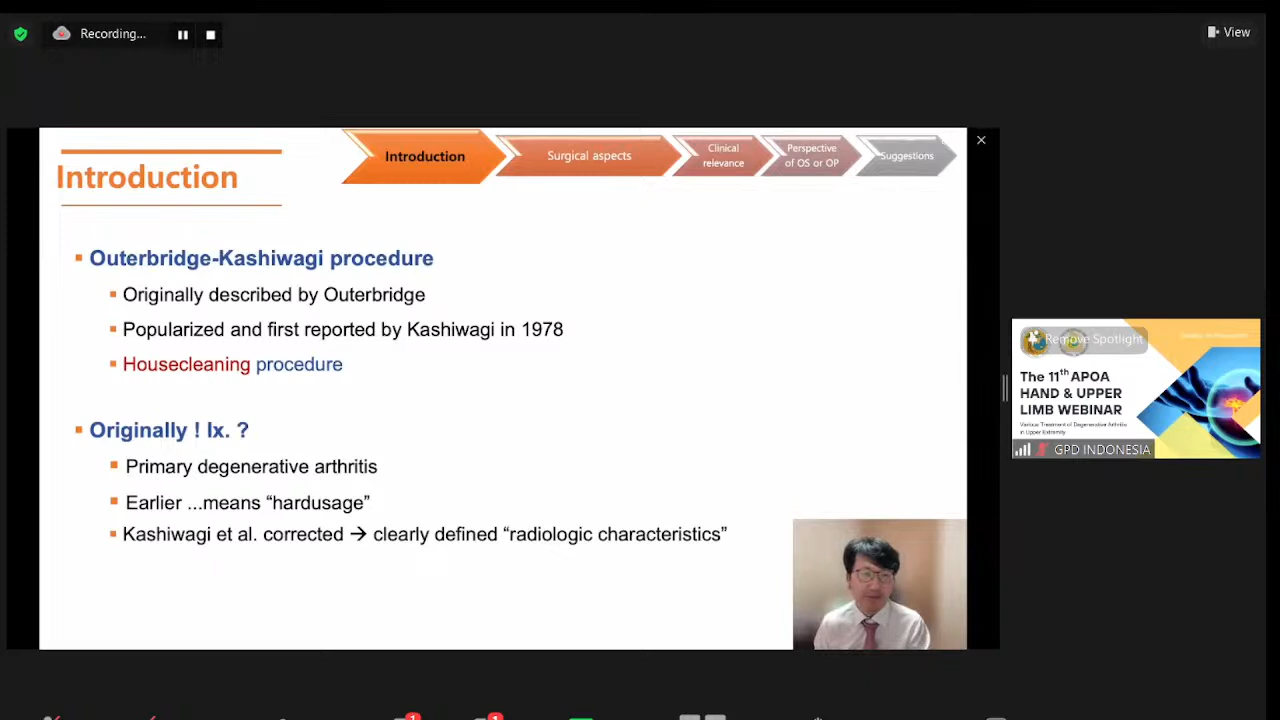 Recording...
View
Introduction
Surgical aspects
Clinical
relevance
Perspective
of OS or OP
Suggestions
Introduction
Outerbridge-Kashiwagi procedure
Originally described by Outerbridge
Popularized and first reported by Kashiwagi in 1978
Housecleaning procedure
Originally ! Ix. ?
Primary degenerative arthritis
Earlier ...means “hardusage”
Kashiwagi et al. corrected → clearly defined “radiologic characteristics”
Remove Spotlight
The 11th APOA
HAND & UPPER
LIMB WEBINAR
Various Treatment of Degenerative Arthritis
in Upper Extremity
GPD INDONESIA
1
1